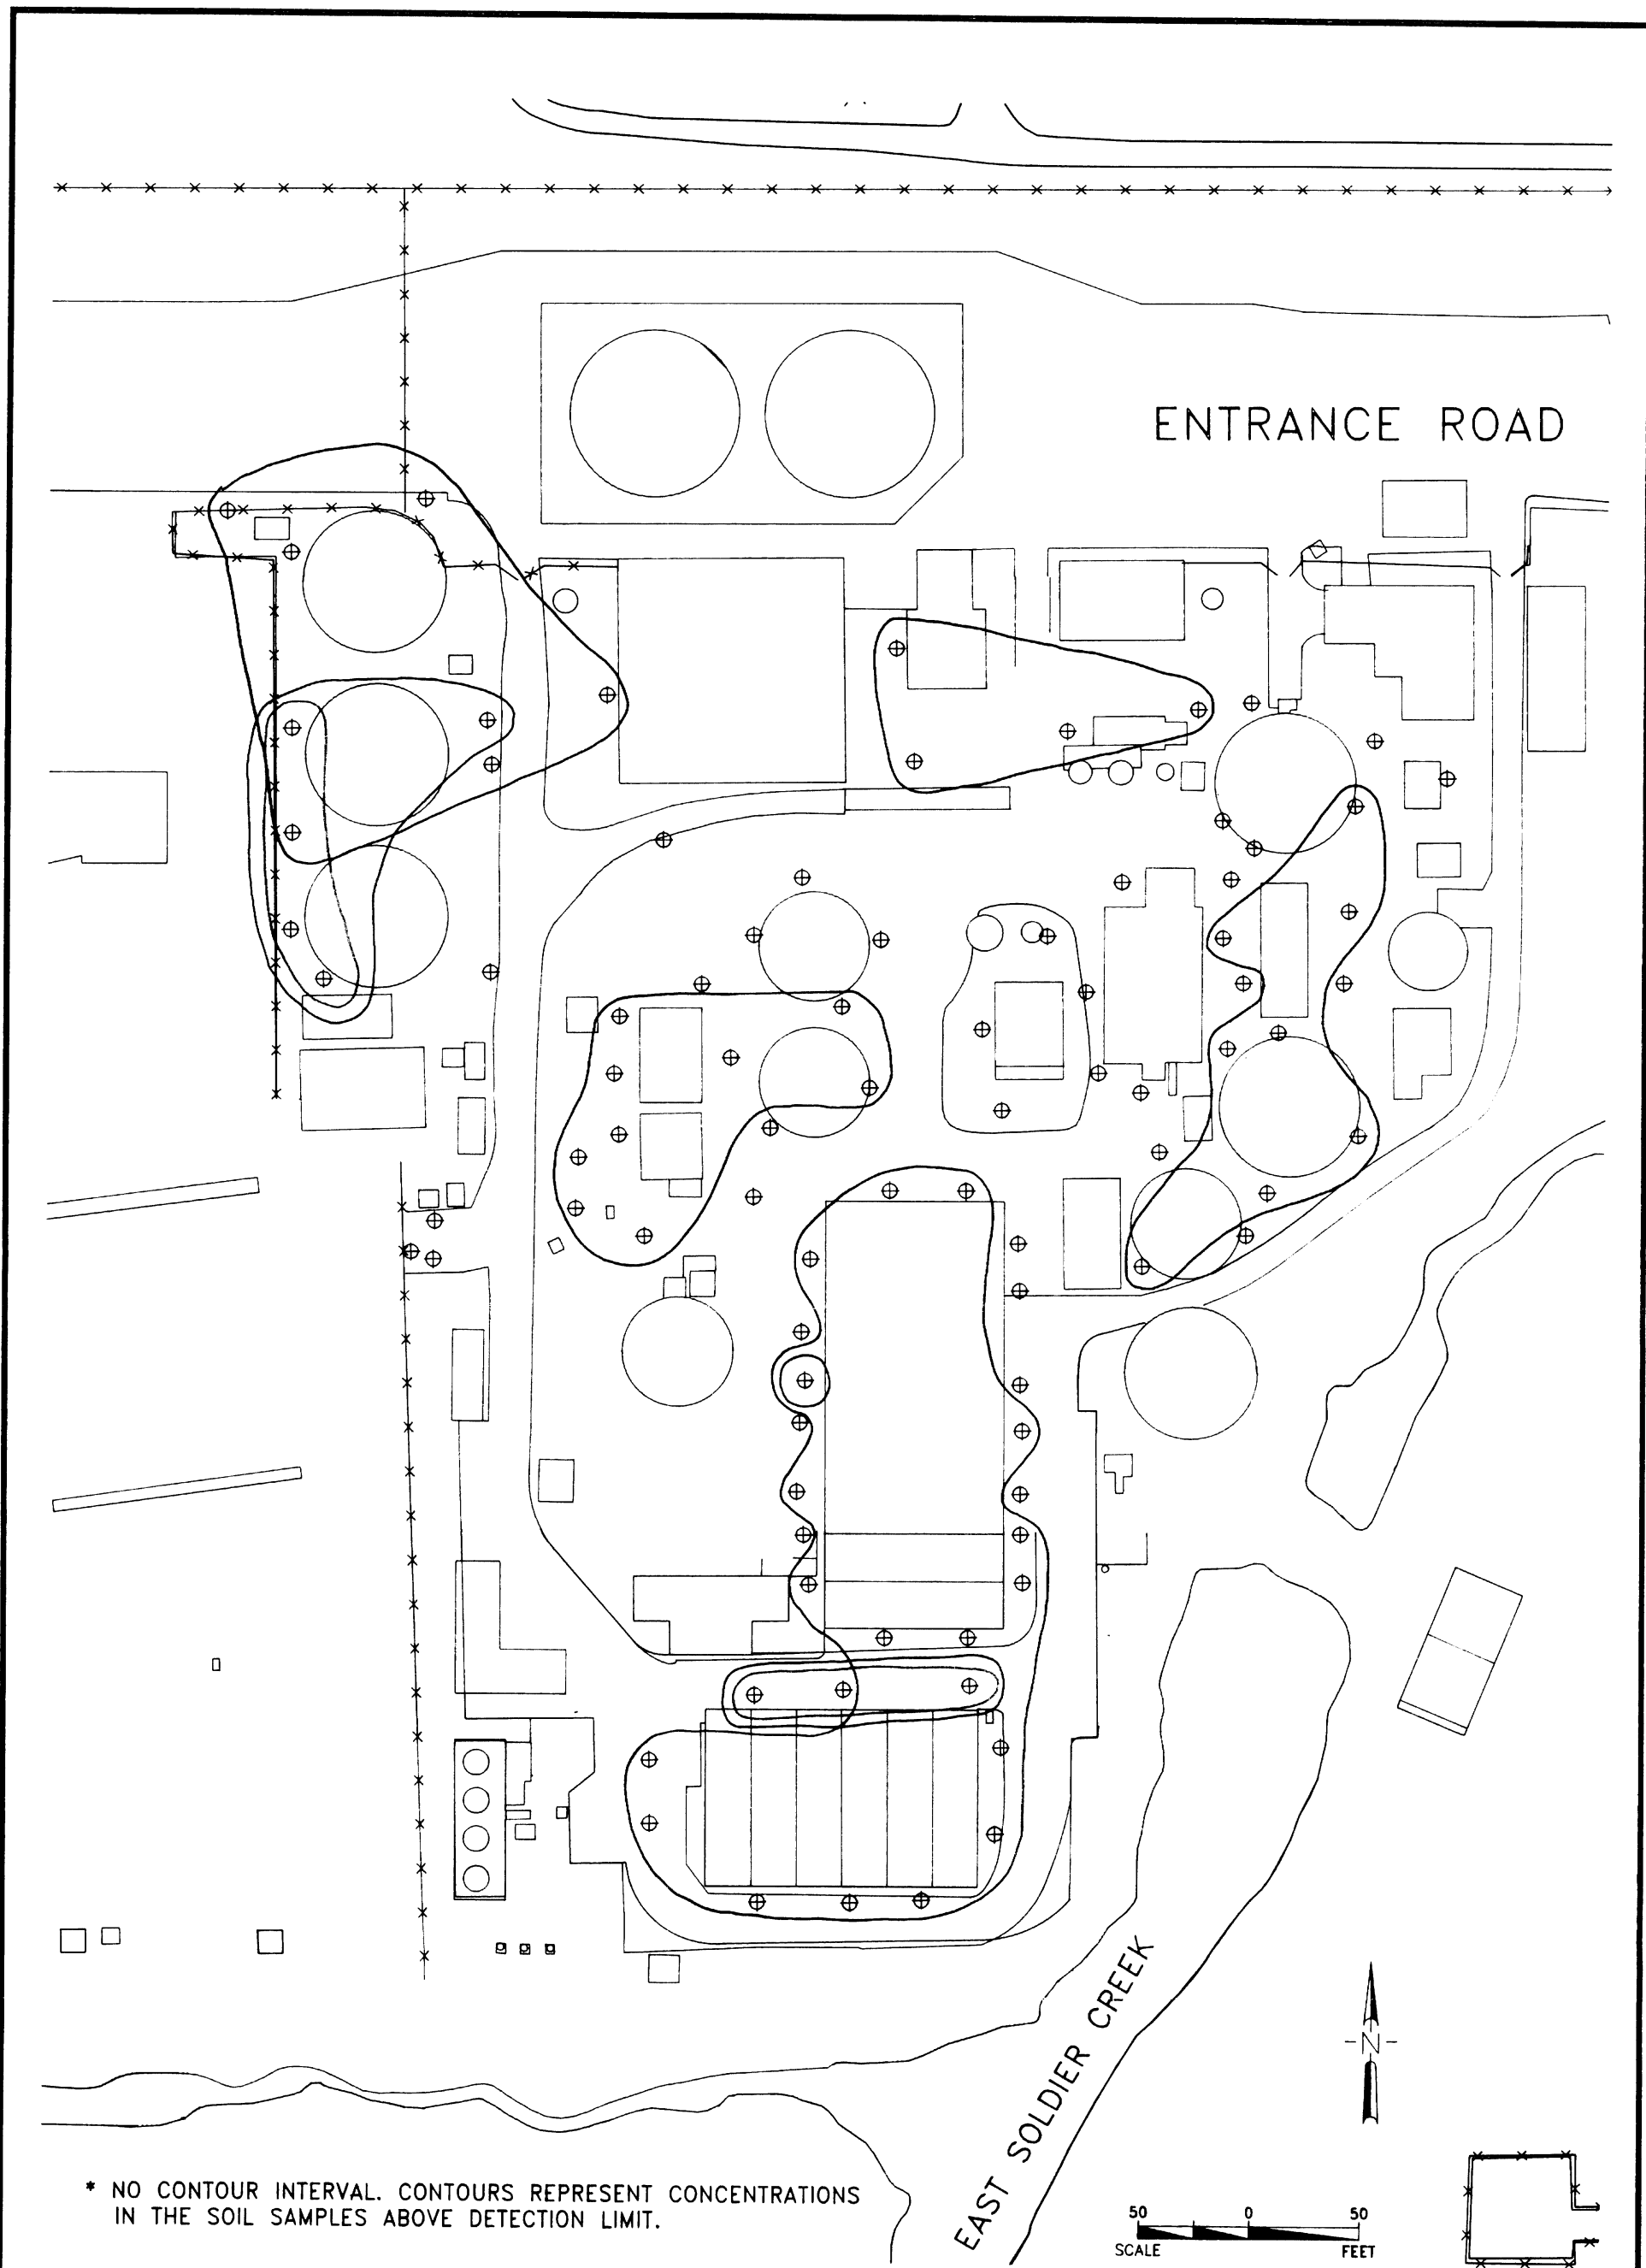 ENTRANCE ROAD
EAST SOLDIER CREEK
N
* NO CONTOUR INTERVAL. CONTOURS REPRESENT CONCENTRATIONS
IN THE SOIL SAMPLES ABOVE DETECTION LIMIT.
50 0 50
SCALE FEET